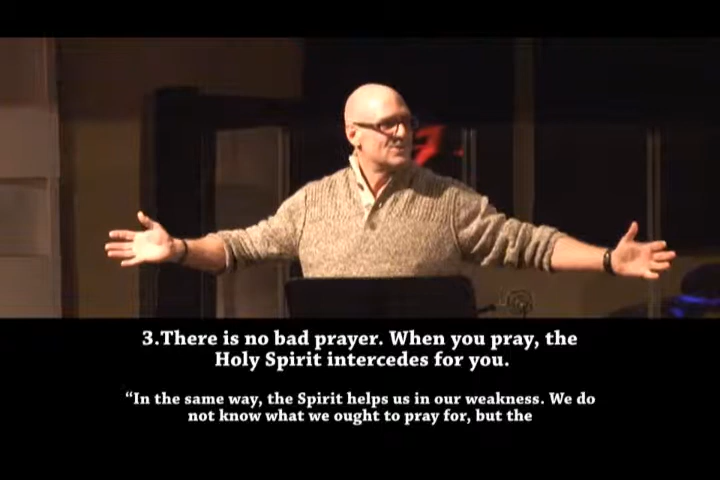 3.There is no bad prayer. When you pray, the
Holy Spirit intercedes for you.
“In the same way, the Spirit helps us in our weakness. We do
not know what we ought to pray for, but the